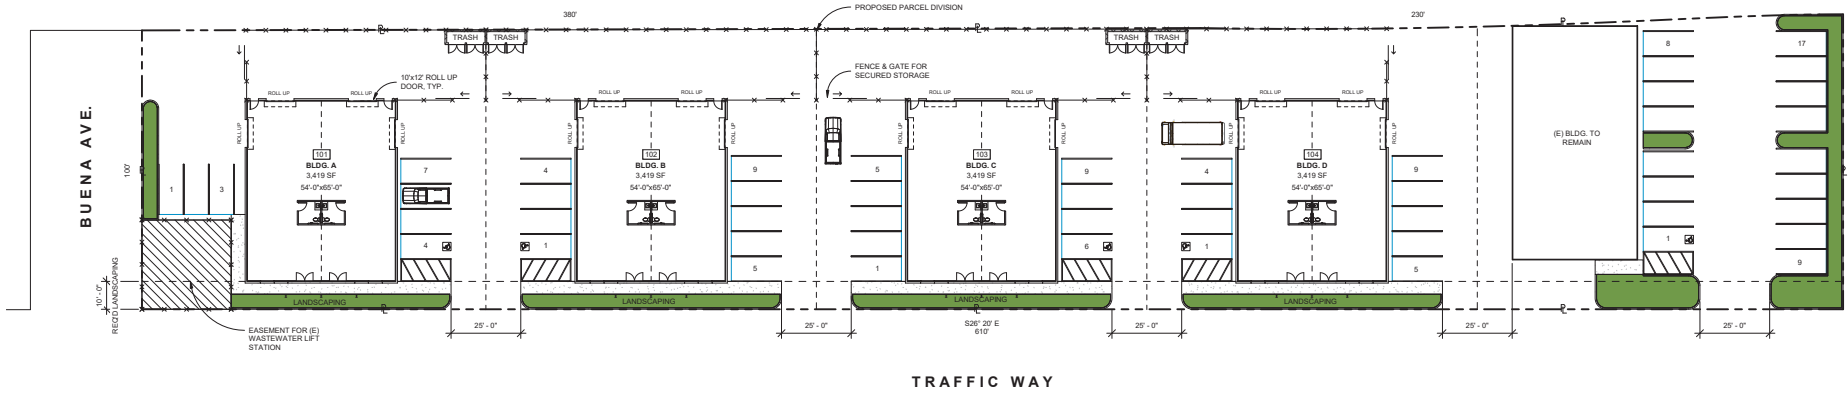 380'
PROPOSED PARCEL DIVISION
230'
TRASH TRASH
TRASH TRASH
10'x12' ROLL UP
DOOR, TYP.
FENCE & GATE FOR
SECURED STORAGE
ROLL UP
ROLL UP
ROLL UP
ROLL UP
ROLL UP
ROLL UP
ROLL UP
ROLL UP
ROLL UP
ROLL UP
ROLL UP
ROLL UP
ROLL UP
ROLL UP
BUENA AVE.
100'
1
3
101
BLDG. A
3,419 SF
54'-0"x65'-0"
7
4
4
1
102
BLDG. B
3,419 SF
54'-0"x65'-0"
9
5
5
1
103
BLDG. C
3,419 SF
54'-0"x65'-0"
9
6
4
1
104
BLDG. D
3,419 SF
54'-0"x65'-0"
9
5
(E) BLDG. TO
REMAIN
8
1
17
9
10' - 0"
REQ'D LANDSCAPING
LANDSCAPING
LANDSCAPING
LANDSCAPING
LANDSCAPING
EASEMENT FOR (E)
WASTEWATER LIFT
STATION
25' - 0"
25' - 0"
S26° 20' E
610'
25' - 0"
25' - 0"
25' - 0"
TRAFFIC WAY